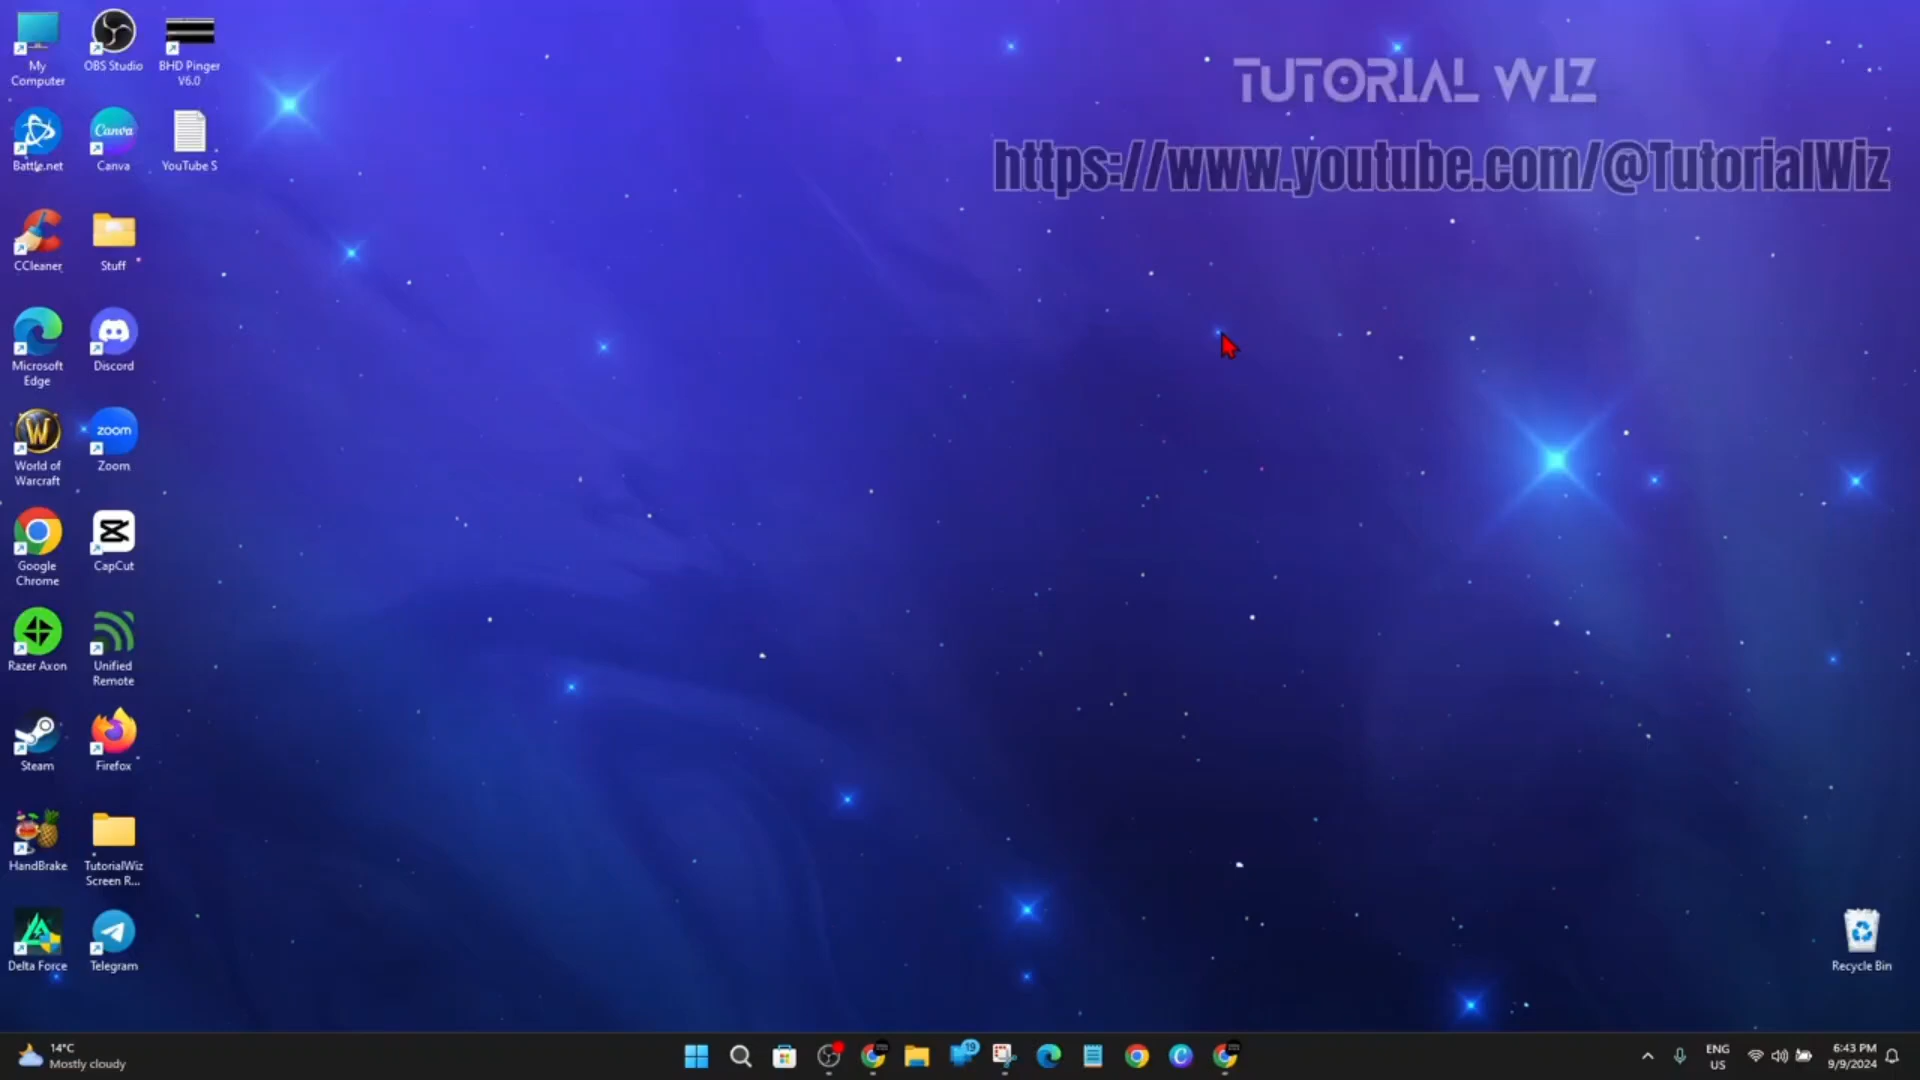 My
Computer
OBS Studio
BHD Pinger
V6.0
TUTORIAL WIZ
https://www.youtube.com/@TutorialWiz
Battle.net
Canva
Canva
YouTube S
CCleaner
Stuff
Microsoft
Edge
Discord
World of
Warcraft
zoom
Zoom
Google
Chrome
CapCut
Razer Axon
Unified
Remote
Steam
Firefox
HandBrake
TutorialWiz
Screen R...
Delta Force
Telegram
Recycle Bin
14°C
Mostly cloudy
19
ENG
US
6:43 PM
9/9/2024